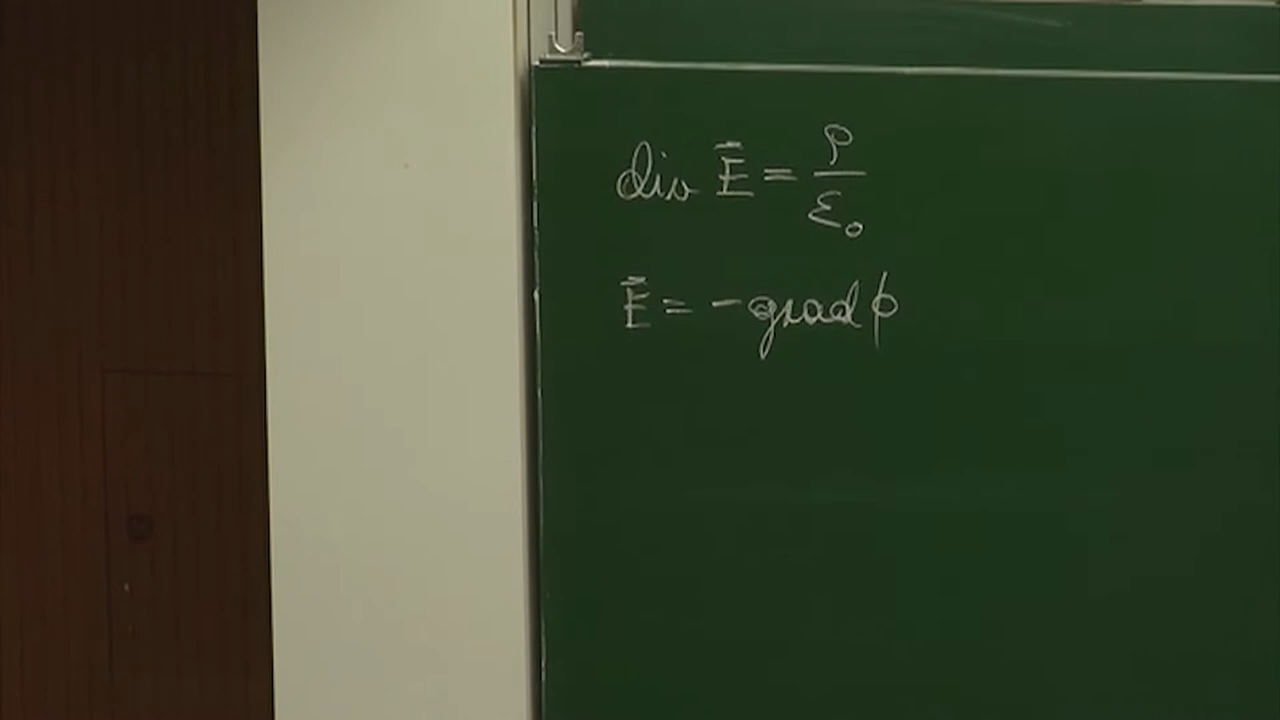 div Ē = ρ/ε₀
Ē = -grad ϕ